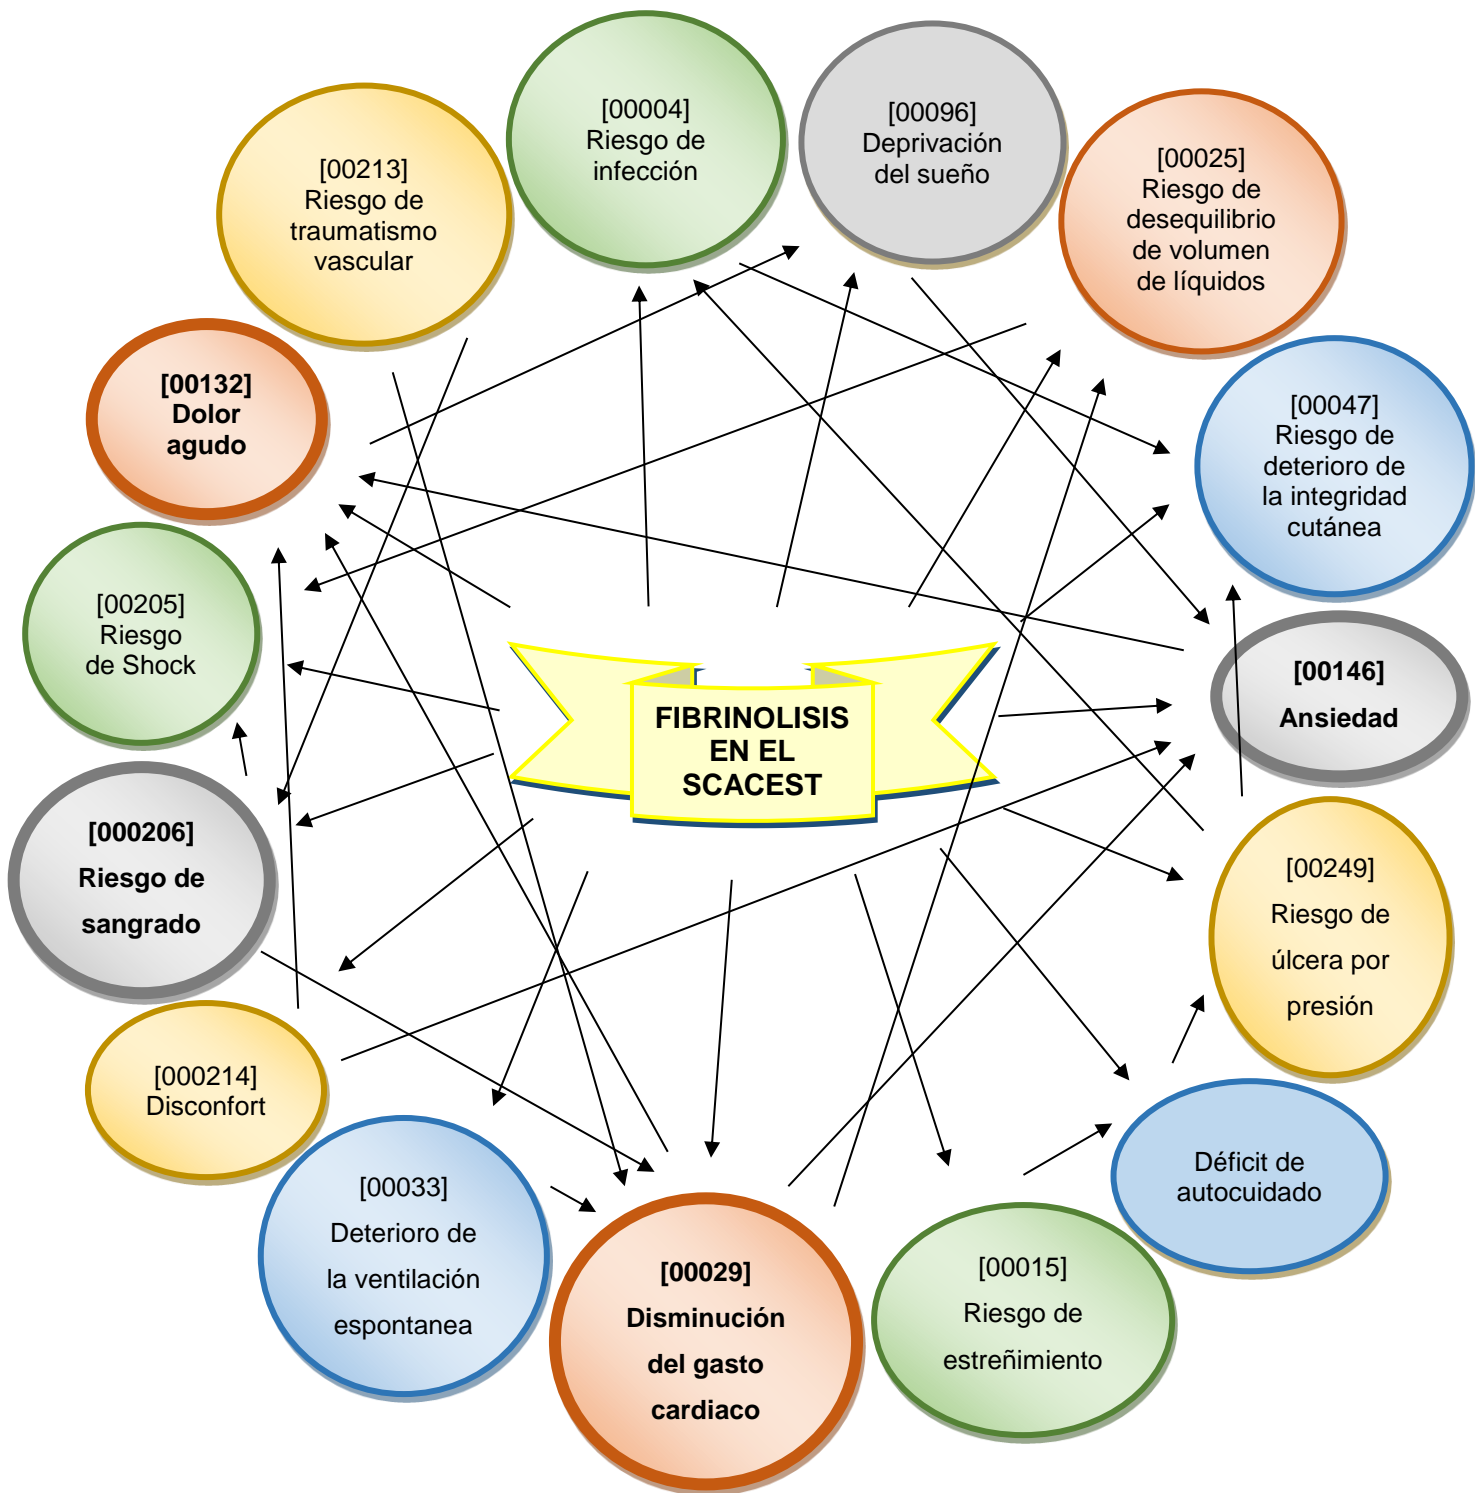 [00004]
Riesgo de
infección
[00096]
Deprivación
del sueño
[00025]
Riesgo de
desequilibrio
de volumen
de líquidos
[00213]
Riesgo de
traumatismo
vascular
[00132]
Dolor
agudo
[00047]
Riesgo de
deterioro de
la integridad
cutánea
[00205]
Riesgo
de Shock
[00146]
Ansiedad
FIBRINOLISIS
EN EL
SCACEST
[000206]
Riesgo de
sangrado
[00249]
Riesgo de
úlcera por
presión
[000214]
Disconfort
Déficit de
autocuidado
[00033]
Deterioro de
la ventilación
espontanea
[00029]
Disminución
del gasto
cardiaco
[00015]
Riesgo de
estreñimiento